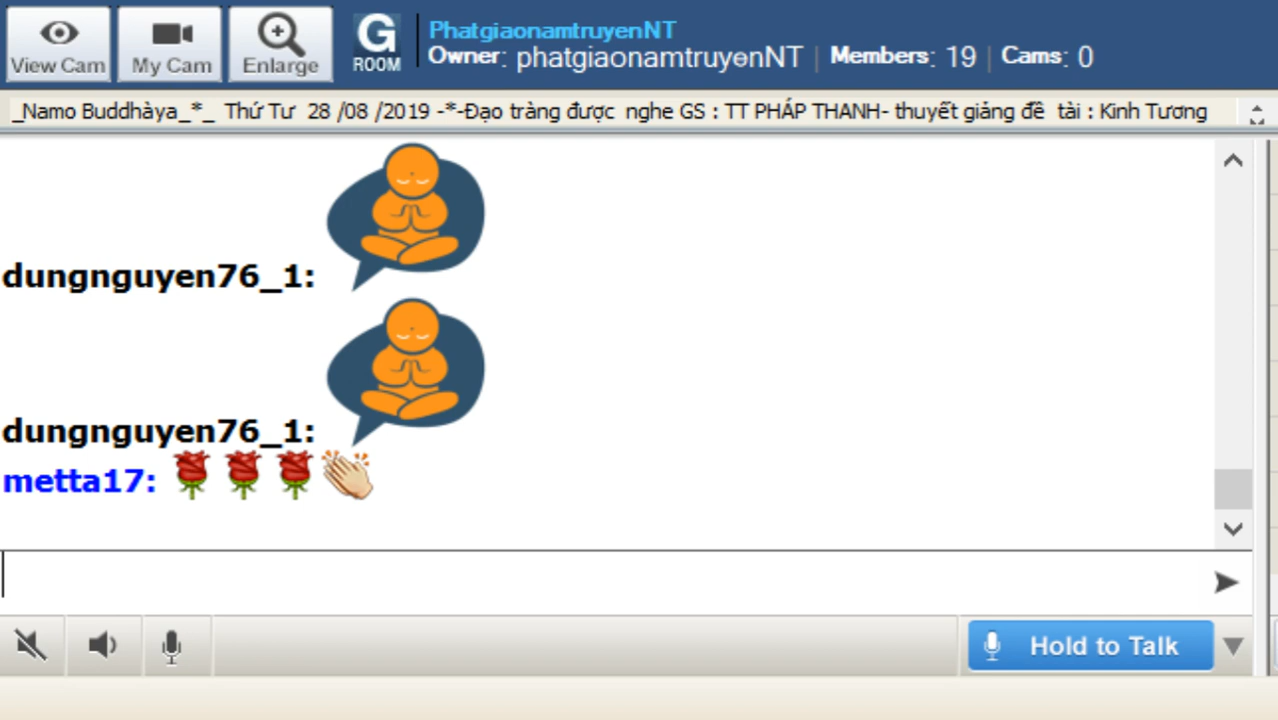 View Cam
My Cam
Enlarge
G
ROOM
PhatgiaonamtruyenNT
Owner: phatgiaonamtruyenNT | Members: 19 | Cams: 0
_Namo Buddhàya_*_ Thứ Tư 28 /08 /2019 -*-Đạo tràng được nghe GS : TT PHÁP THANH- thuyết giảng đề tài : Kinh Tương
dungnguyen76_1:
dungnguyen76_1:
metta17:
Hold to Talk